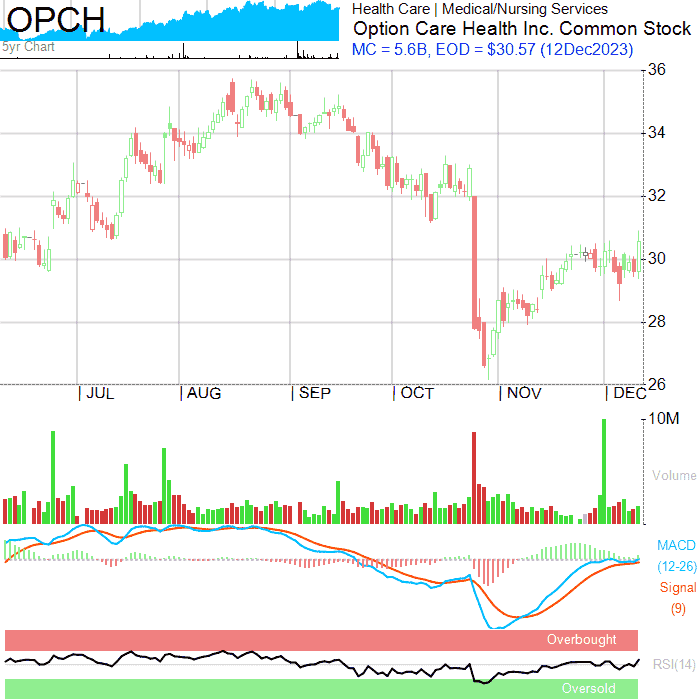 OPCH
5yr Chart
Health Care | Medical/Nursing Services
Option Care Health Inc. Common Stock
MC = 5.6B, EOD = $30.57 (12Dec2023)
36
34
32
30
28
26
| JUL | AUG | SEP | OCT | NOV | DEC
10M
Volume
MACD
(12-26)
Signal
(9)
Overbought
RSI(14)
Oversold